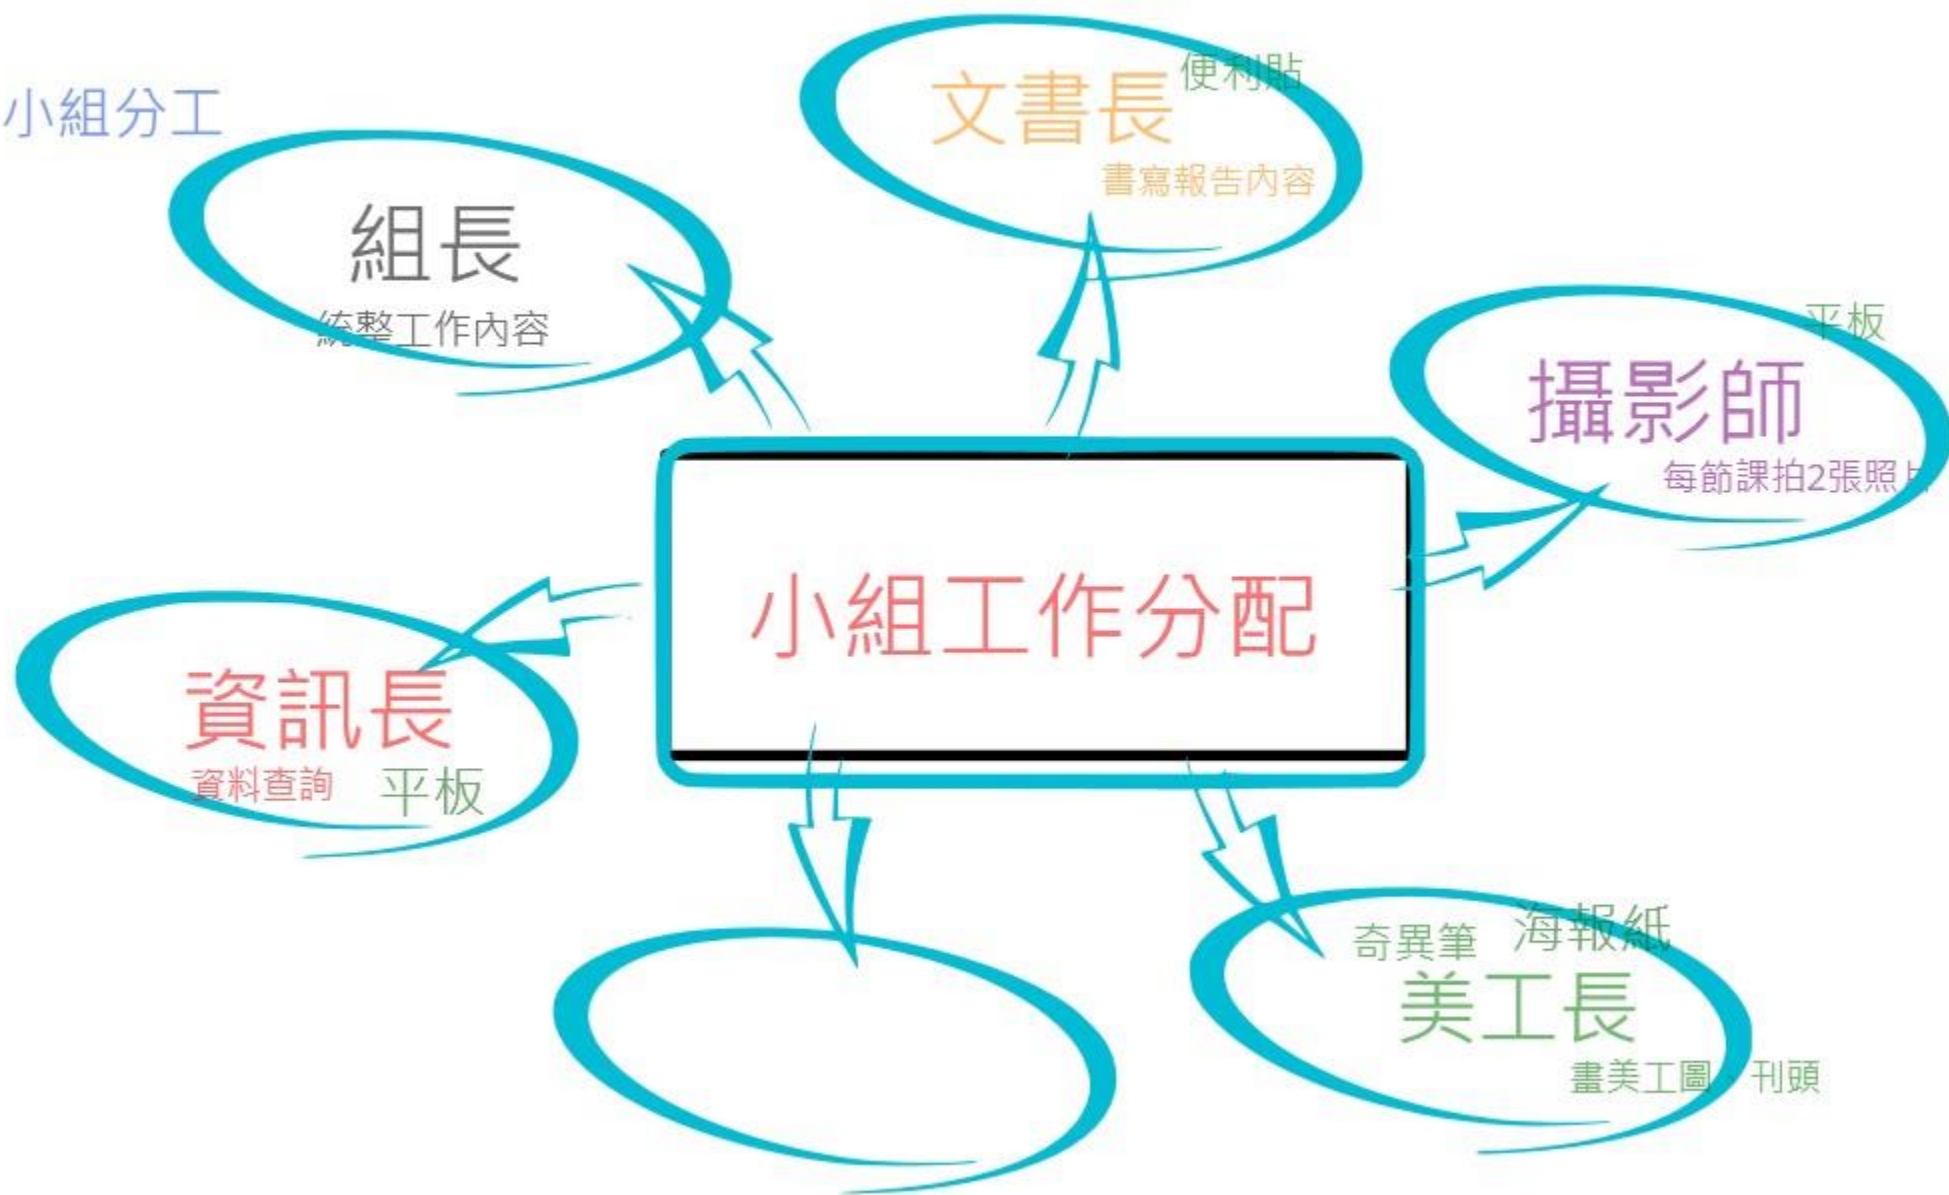 小組分工
文書長
便利貼
書寫報告內容
組長
統整工作內容
平板
攝影師
每節課拍2張照片
小組工作分配
資訊長
資料查詢
平板
奇異筆
海報紙
美工長
畫美工圖、刊頭